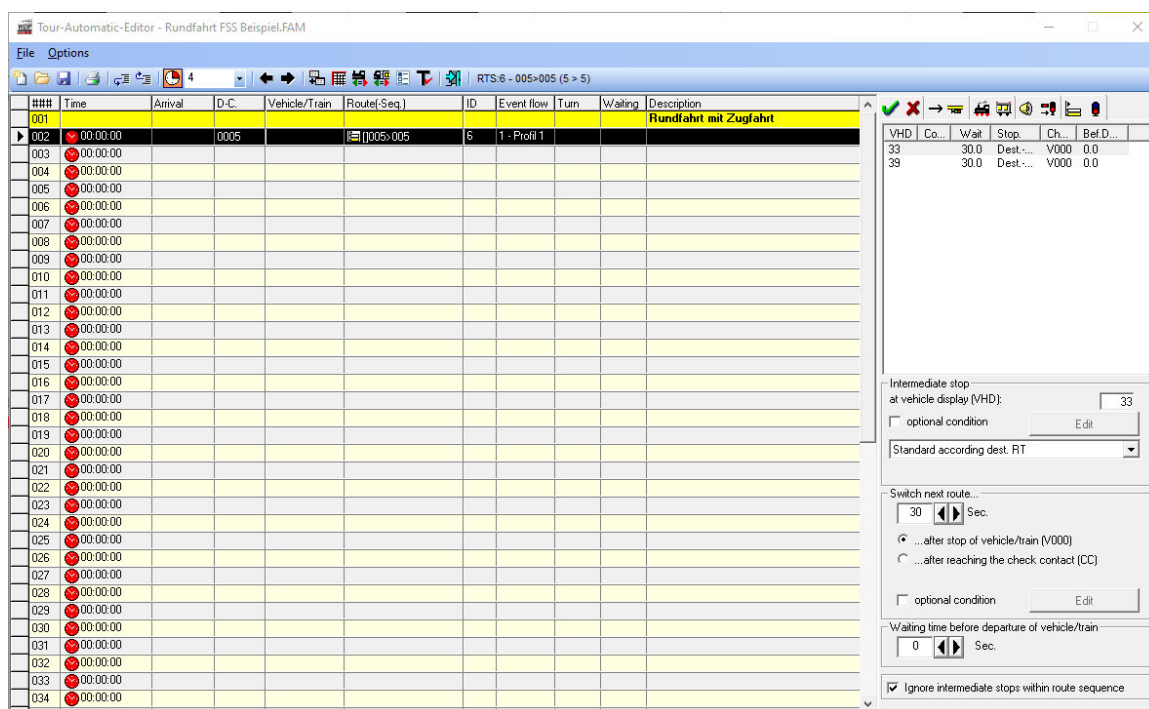 Tour-Automatic-Editor - Rundfahrt FSS Beispiel.FAM
File Options
4 RTS:6 - 005>005 (5 > 5)
### Time Arrival D-C. Vehicle/Train Route(-Seq.) ID Event flow Turn Waiting Description
001 Rundfahrt mit Zugfahrt
002 00:00:00 0005 []005>005 6 1 - Profil 1
003 00:00:00
004 00:00:00
005 00:00:00
006 00:00:00
007 00:00:00
008 00:00:00
009 00:00:00
010 00:00:00
011 00:00:00
012 00:00:00
013 00:00:00
014 00:00:00
015 00:00:00
016 00:00:00
017 00:00:00
018 00:00:00
019 00:00:00
020 00:00:00
021 00:00:00
022 00:00:00
023 00:00:00
024 00:00:00
025 00:00:00
026 00:00:00
027 00:00:00
028 00:00:00
029 00:00:00
030 00:00:00
031 00:00:00
032 00:00:00
033 00:00:00
034 00:00:00
VHD Co... Wait Stop. Ch... Bef.D...
33 30.0 Dest.-... V000 0.0
39 30.0 Dest.-... V000 0.0
Intermediate stop
at vehicle display (VHD): 33
optional condition Edit
Standard according dest. RT
Switch next route...
30 Sec.
...after stop of vehicle/train (V000)
...after reaching the check contact (CC)
optional condition Edit
Waiting time before departure of vehicle/train
0 Sec.
Ignore intermediate stops within route sequence